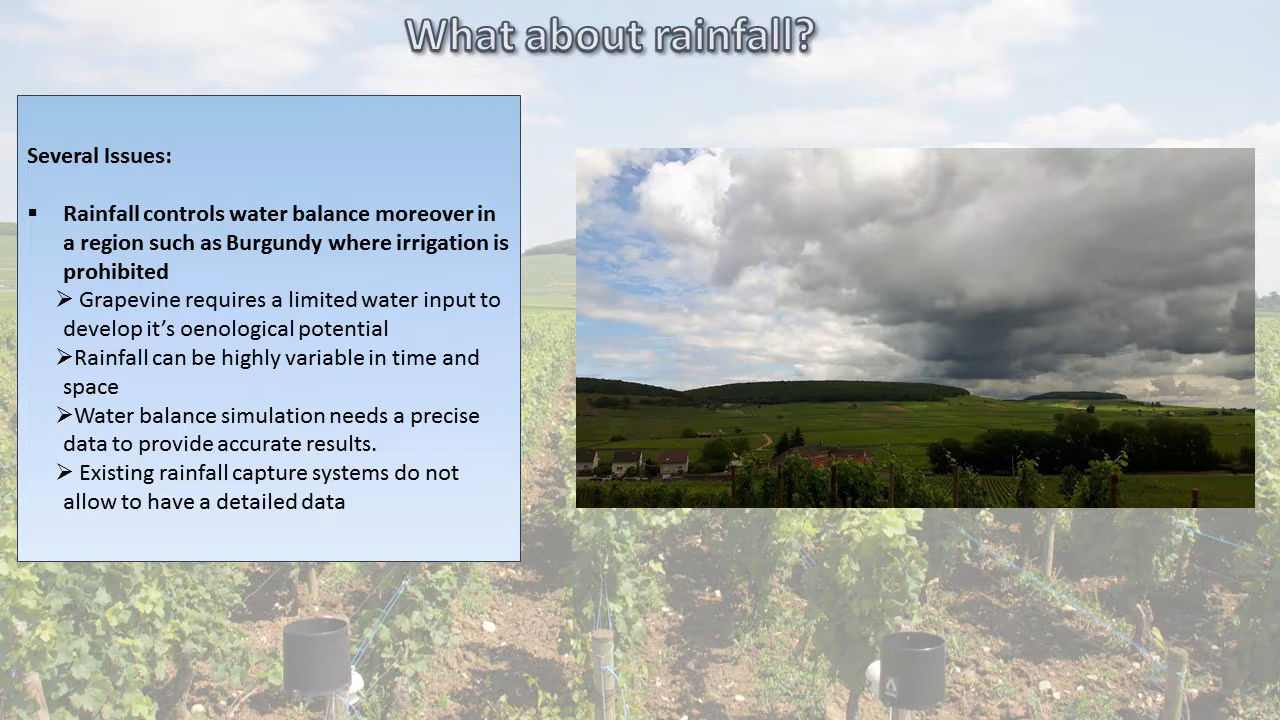 What about rainfall?
Several Issues:
▪ Rainfall controls water balance moreover in
a region such as Burgundy where irrigation is
prohibited
➢ Grapevine requires a limited water input to
develop it's oenological potential
➢Rainfall can be highly variable in time and
space
➢Water balance simulation needs a precise
data to provide accurate results.
➢ Existing rainfall capture systems do not
allow to have a detailed data